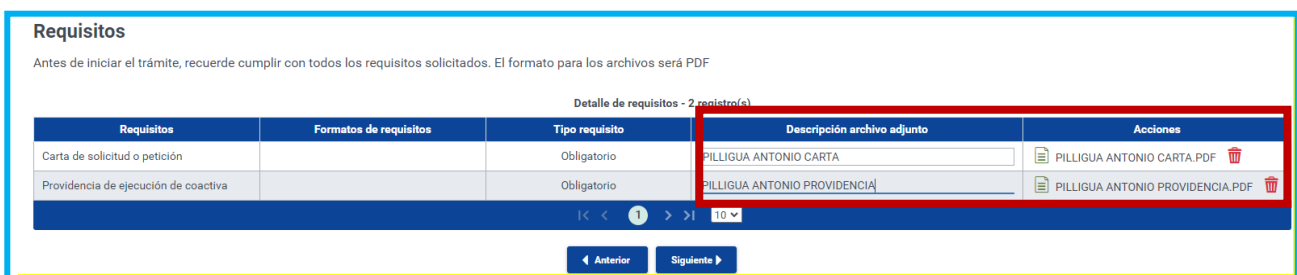 Requisitos
Antes de iniciar el trámite, recuerde cumplir con todos los requisitos solicitados. El formato para los archivos será PDF
Detalle de requisitos - 2 registro(s)
Requisitos Formatos de requisitos Tipo requisito Descripción archivo adjunto Acciones
Carta de solicitud o petición Obligatorio PILLIGUA ANTONIO CARTA PILLIGUA ANTONIO CARTA.PDF
Providencia de ejecución de coactiva Obligatorio PILLIGUA ANTONIO PROVIDENCIA PILLIGUA ANTONIO PROVIDENCIA.PDF
1 10
Anterior Siguiente